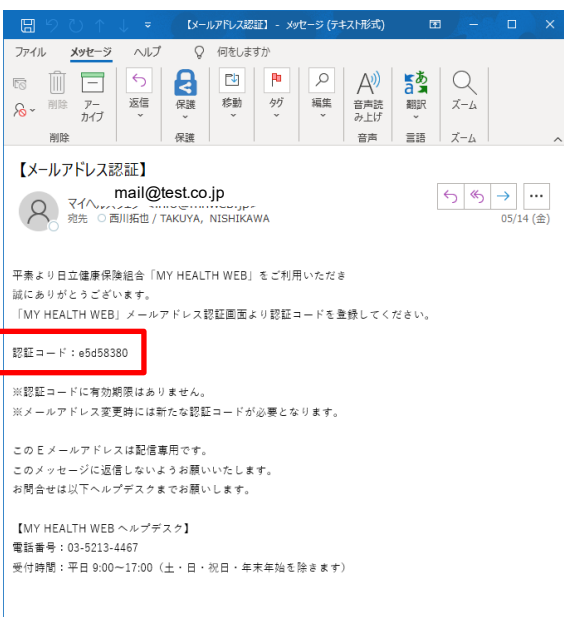 【メールアドレス認証】 - メッセージ (テキスト形式)
ファイル メッセージ ヘルプ 何をしますか
削除 アーカイブ 返信 保護 移動 タグ 編集 音声読み上げ 翻訳 ズーム
削除 保護 音声 言語 ズーム
【メールアドレス認証】
mail@test.co.jp
宛先 西川拓也 / TAKUYA, NISHIKAWA
05/14 (金)
平素より日立健康保険組合「MY HEALTH WEB」をご利用いただき
誠にありがとうございます。
「MY HEALTH WEB」メールアドレス認証画面より認証コードを登録してください。
認証コード：e5d58380
※認証コードに有効期限はありません。
※メールアドレス変更時には新たな認証コードが必要となります。
このEメールアドレスは配信専用です。
このメッセージに返信しないようお願いいたします。
お問合せは以下ヘルプデスクまでお願いします。
【MY HEALTH WEB ヘルプデスク】
電話番号：03-5213-4467
受付時間：平日 9:00～17:00（土・日・祝日・年末年始を除きます）